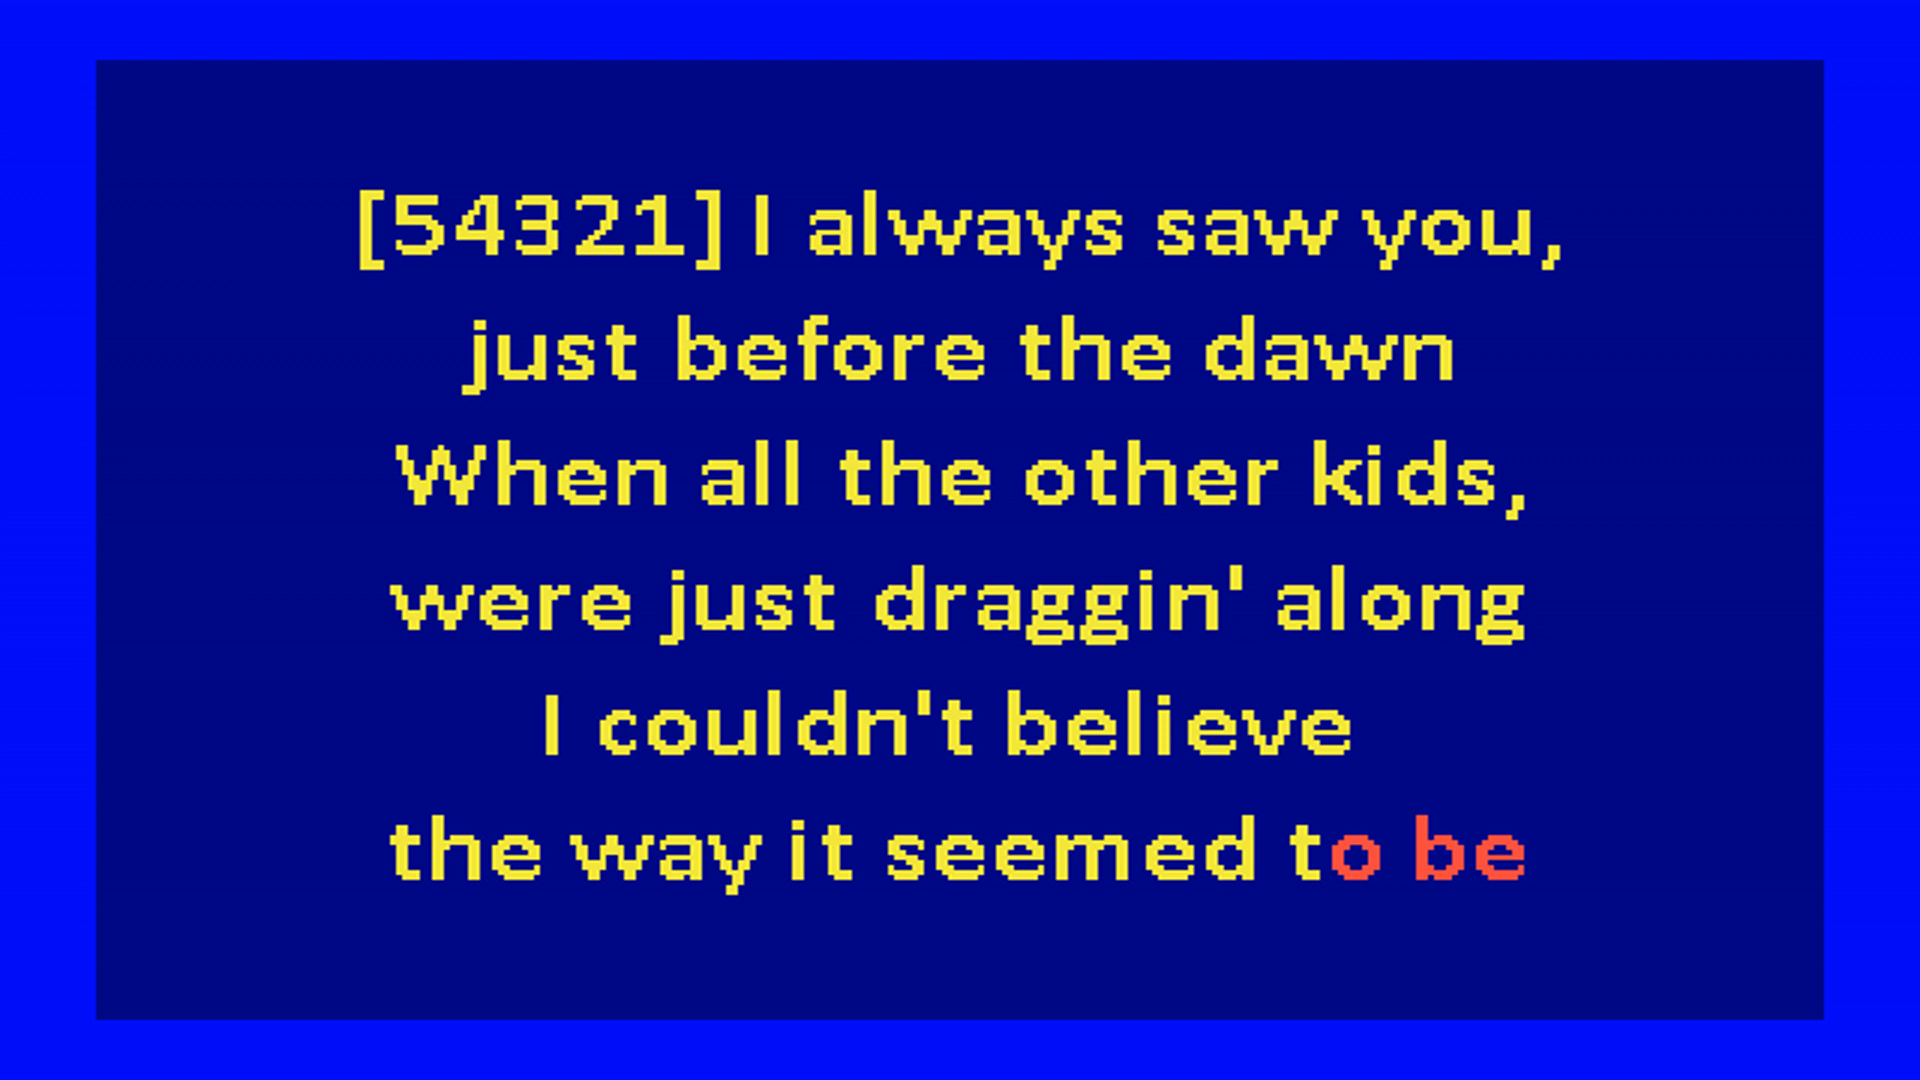 [54321] I always saw you,
just before the dawn
When all the other kids,
were just draggin' along
I couldn't believe
the way it seemed to be